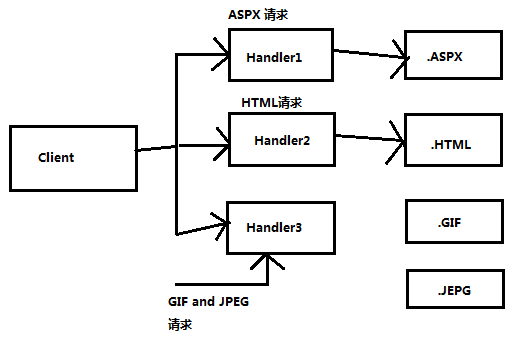 ASPX 请求
Handler1
.ASPX
HTML请求
Handler2
.HTML
Client
Handler3
.GIF
.JEPG
GIF and JPEG
请求